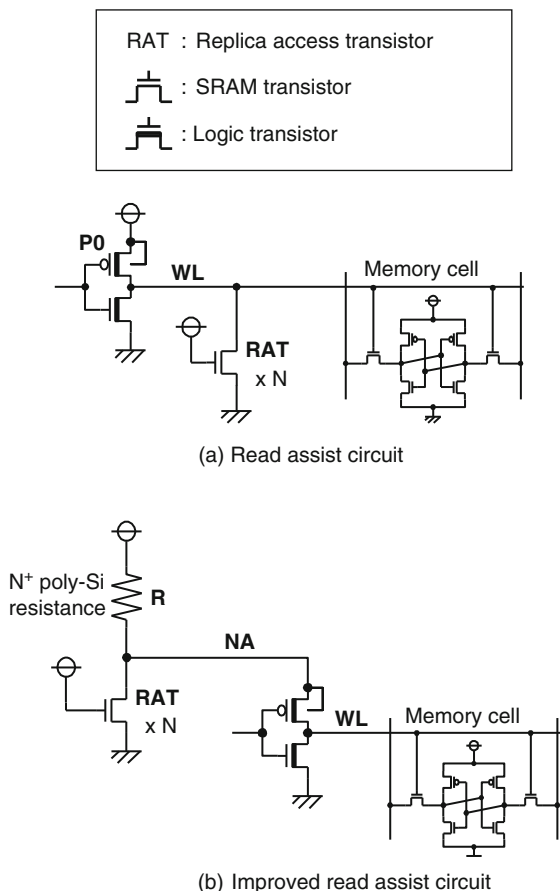 RAT : Replica access transistor
: SRAM transistor
: Logic transistor
P0
WL
Memory cell
RAT
x N
(a) Read assist circuit
N+ poly-Si
resistance
R
NA
RAT
x N
WL
Memory cell
(b) Improved read assist circuit